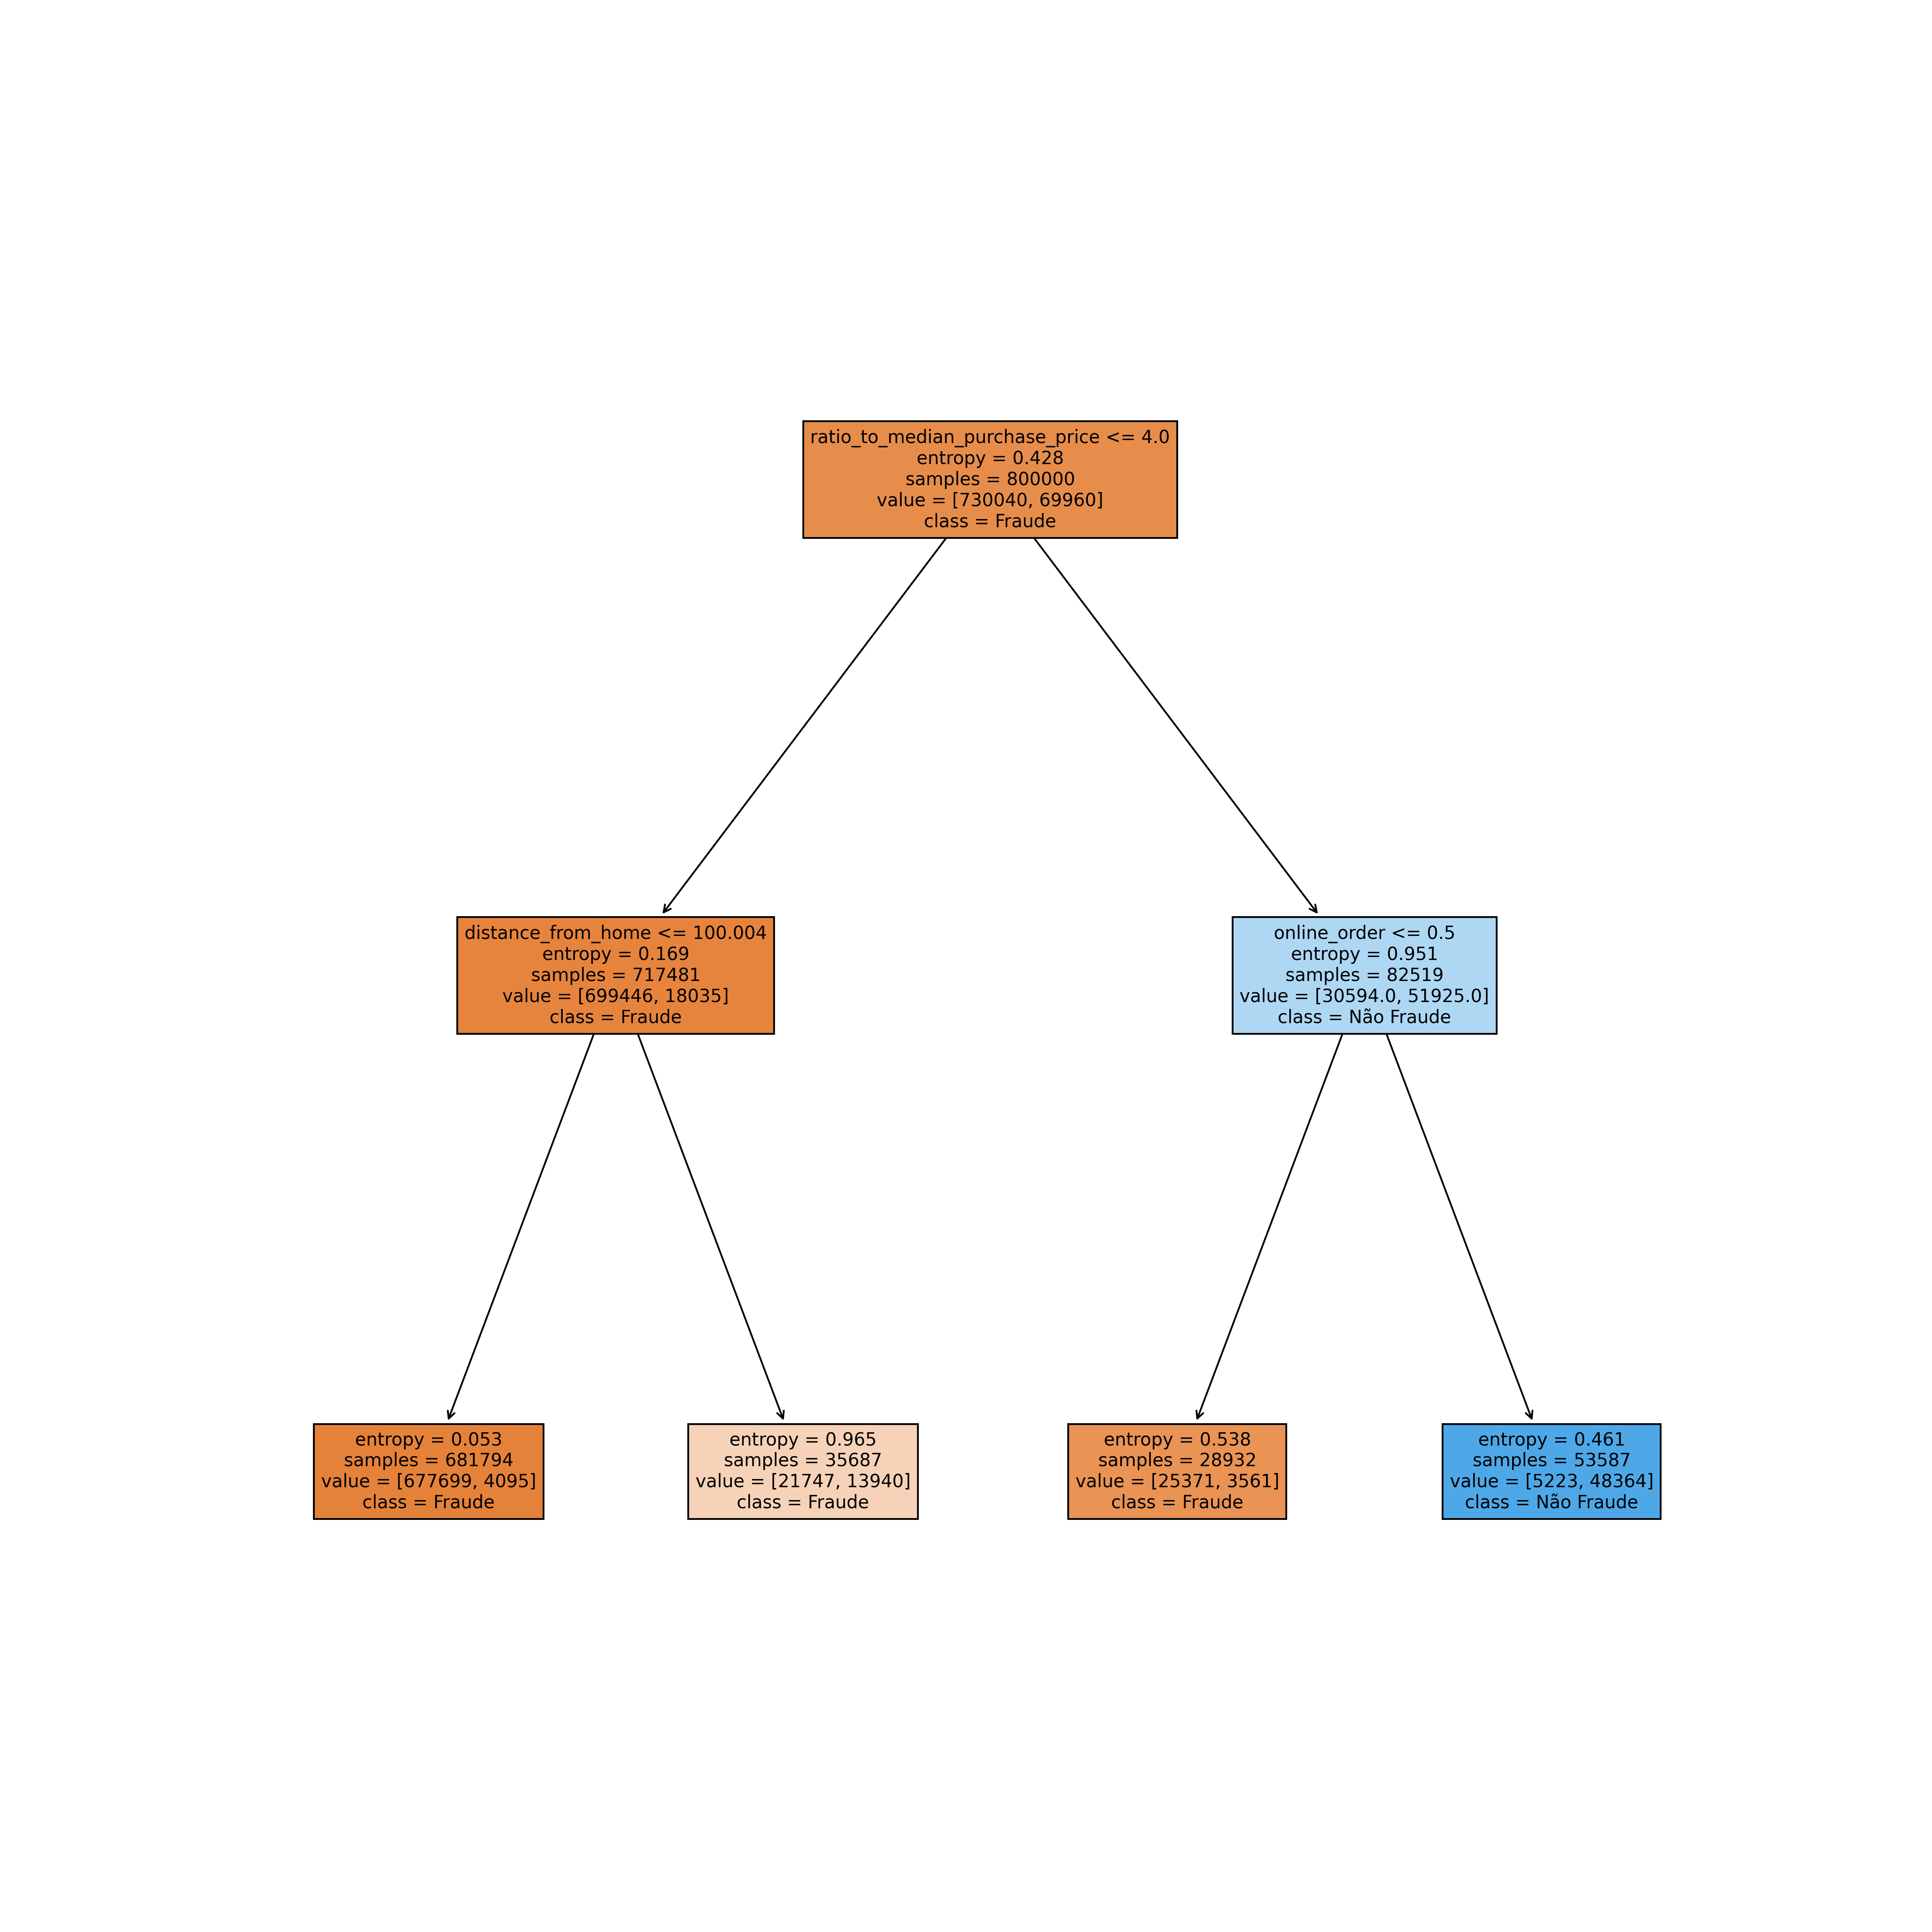 ratio_to_median_purchase_price <= 4.0
entropy = 0.428
samples = 800000
value = [730040, 69960]
class = Fraude
distance_from_home <= 100.004
entropy = 0.169
samples = 717481
value = [699446, 18035]
class = Fraude
online_order <= 0.5
entropy = 0.951
samples = 82519
value = [30594.0, 51925.0]
class = Não Fraude
entropy = 0.053
samples = 681794
value = [677699, 4095]
class = Fraude
entropy = 0.965
samples = 35687
value = [21747, 13940]
class = Fraude
entropy = 0.538
samples = 28932
value = [25371, 3561]
class = Fraude
entropy = 0.461
samples = 53587
value = [5223, 48364]
class = Não Fraude